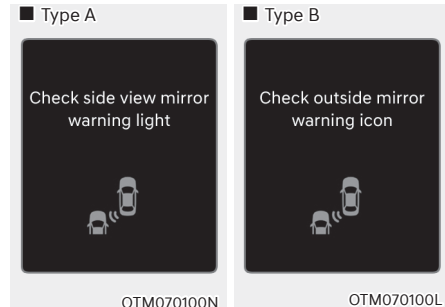 ■ Type A
Check side view mirror
warning light
OTM070100N
■ Type B
Check outside mirror
warning icon
OTM070100L